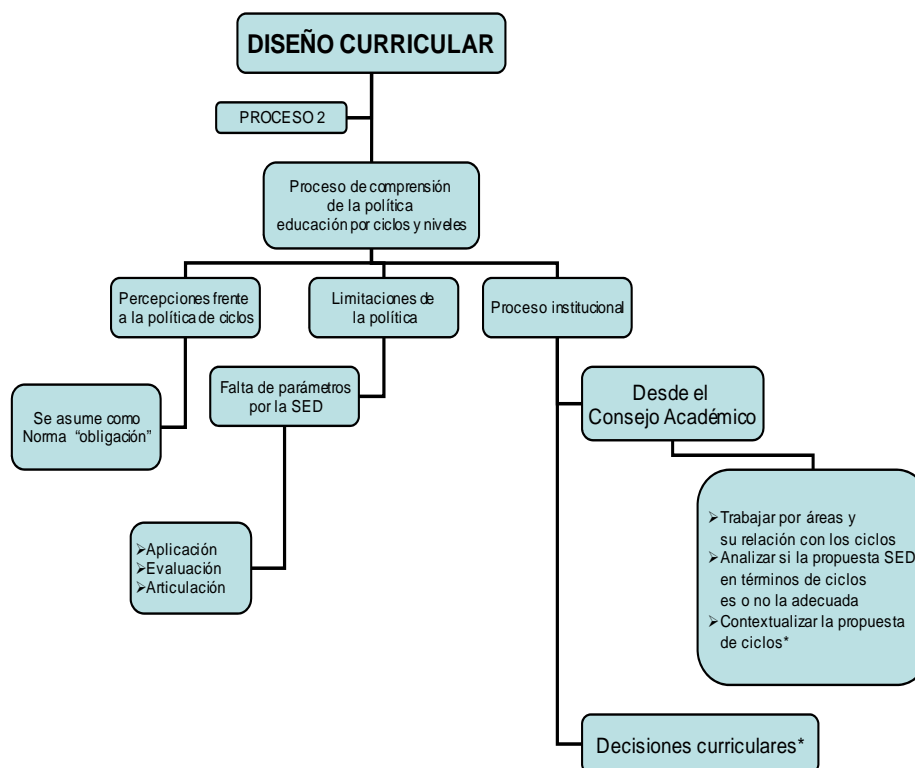 DISEÑO CURRICULAR
PROCESO 2
Proceso de comprensión
de la política
educación por ciclos y niveles
Percepciones frente
a la política de ciclos
Limitaciones de
la política
Proceso institucional
Se asume como
Norma “obligación”
Falta de parámetros
por la SED
Desde el
Consejo Académico
➢Aplicación
➢Evaluación
➢Articulación
➢Trabajar por áreas y
su relación con los ciclos
➢Analizar si la propuesta SED
en términos de ciclos
es o no la adecuada
➢Contextualizar la propuesta
de ciclos*
Decisiones curriculares*